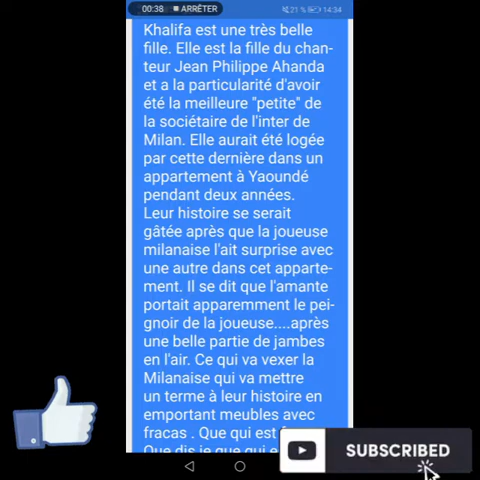 00:38 ■ ARRÊTER 21 % 14:34
Khalifa est une très belle
fille. Elle est la fille du chan-
teur Jean Philippe Ahanda
et a la particularité d'avoir
été la meilleure "petite" de
la sociétaire de l'inter de
Milan. Elle aurait été logée
par cette dernière dans un
appartement à Yaoundé
pendant deux années.
Leur histoire se serait
gâtée après que la joueuse
milanaise l'ait surprise avec
une autre dans cet apparte-
ment. Il se dit que l'amante
portait apparemment le pei-
gnoir de la joueuse....après
une belle partie de jambes
en l'air. Ce qui va vexer la
Milanaise qui va mettre
un terme à leur histoire en
emportant meubles avec
fracas . Que qui est
Que dis je que qui
SUBSCRIBED